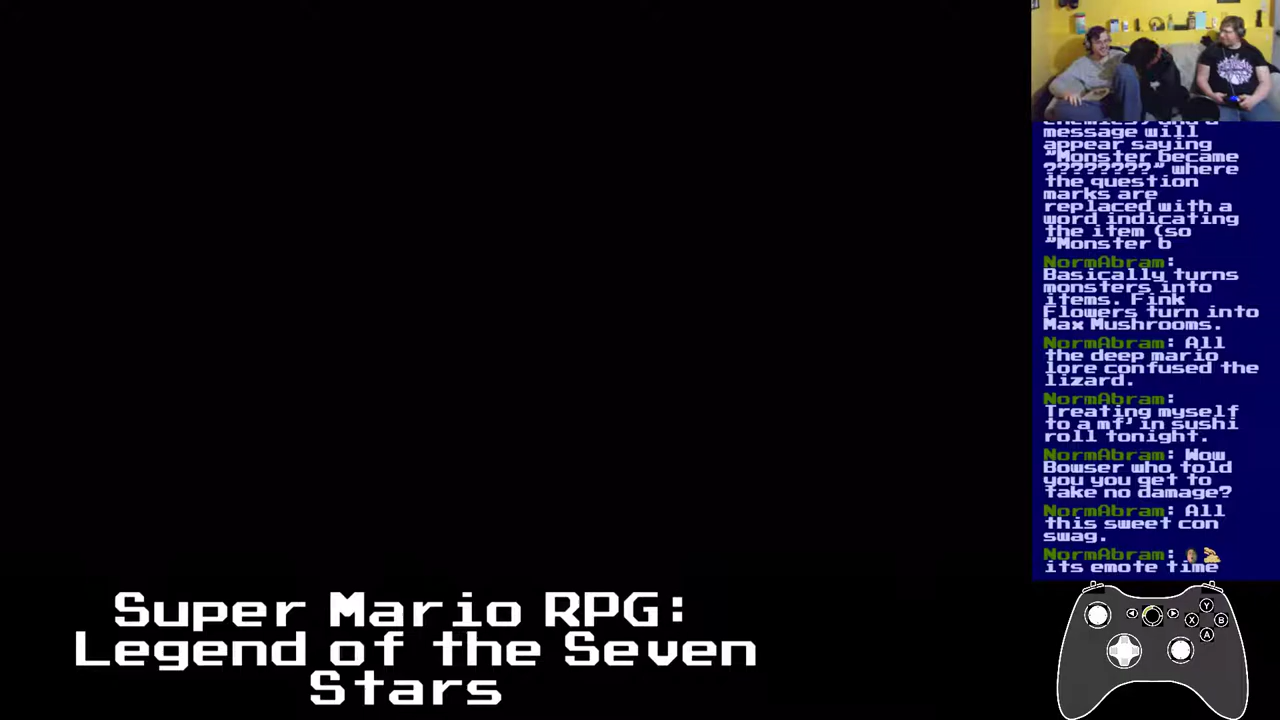 message will
appear saying
"Monster became
????????" where
the question
marks are
replaced with a
word indicating
the item (so
"Monster b
NormAbram:
Basically turns
monsters into
items. Fink
Flowers turn into
Max Mushrooms.
NormAbram: All
the deep mario
lore confused the
lizard.
NormAbram:
Treating myself
to a mf'in sushi
roll tonight.
NormAbram: Wow
Bowser who told
you you get to
take no damage?
NormAbram: All
this sweet con
swag.
NormAbram:
its emote time
Super Mario RPG:
Legend of the Seven
Stars
Y
X B
A